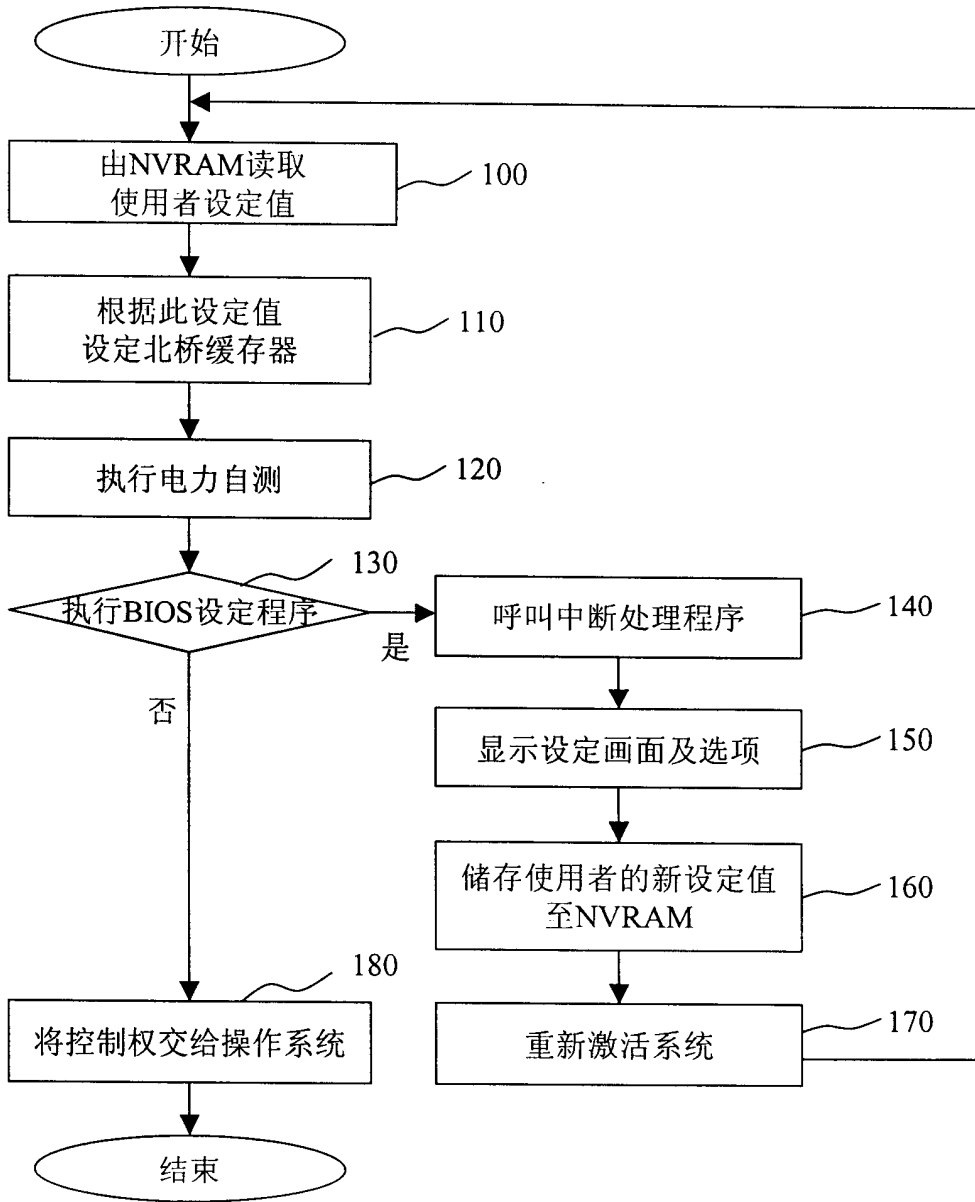 开始
由NVRAM读取
使用者设定值
100
根据此设定值
设定北桥缓存器
110
执行电力自测
120
130
执行BIOS设定程序
是
否
呼叫中断处理程序
140
显示设定画面及选项
150
储存使用者的新设定值
至NVRAM
160
重新激活系统
170
180
将控制权交给操作系统
结束